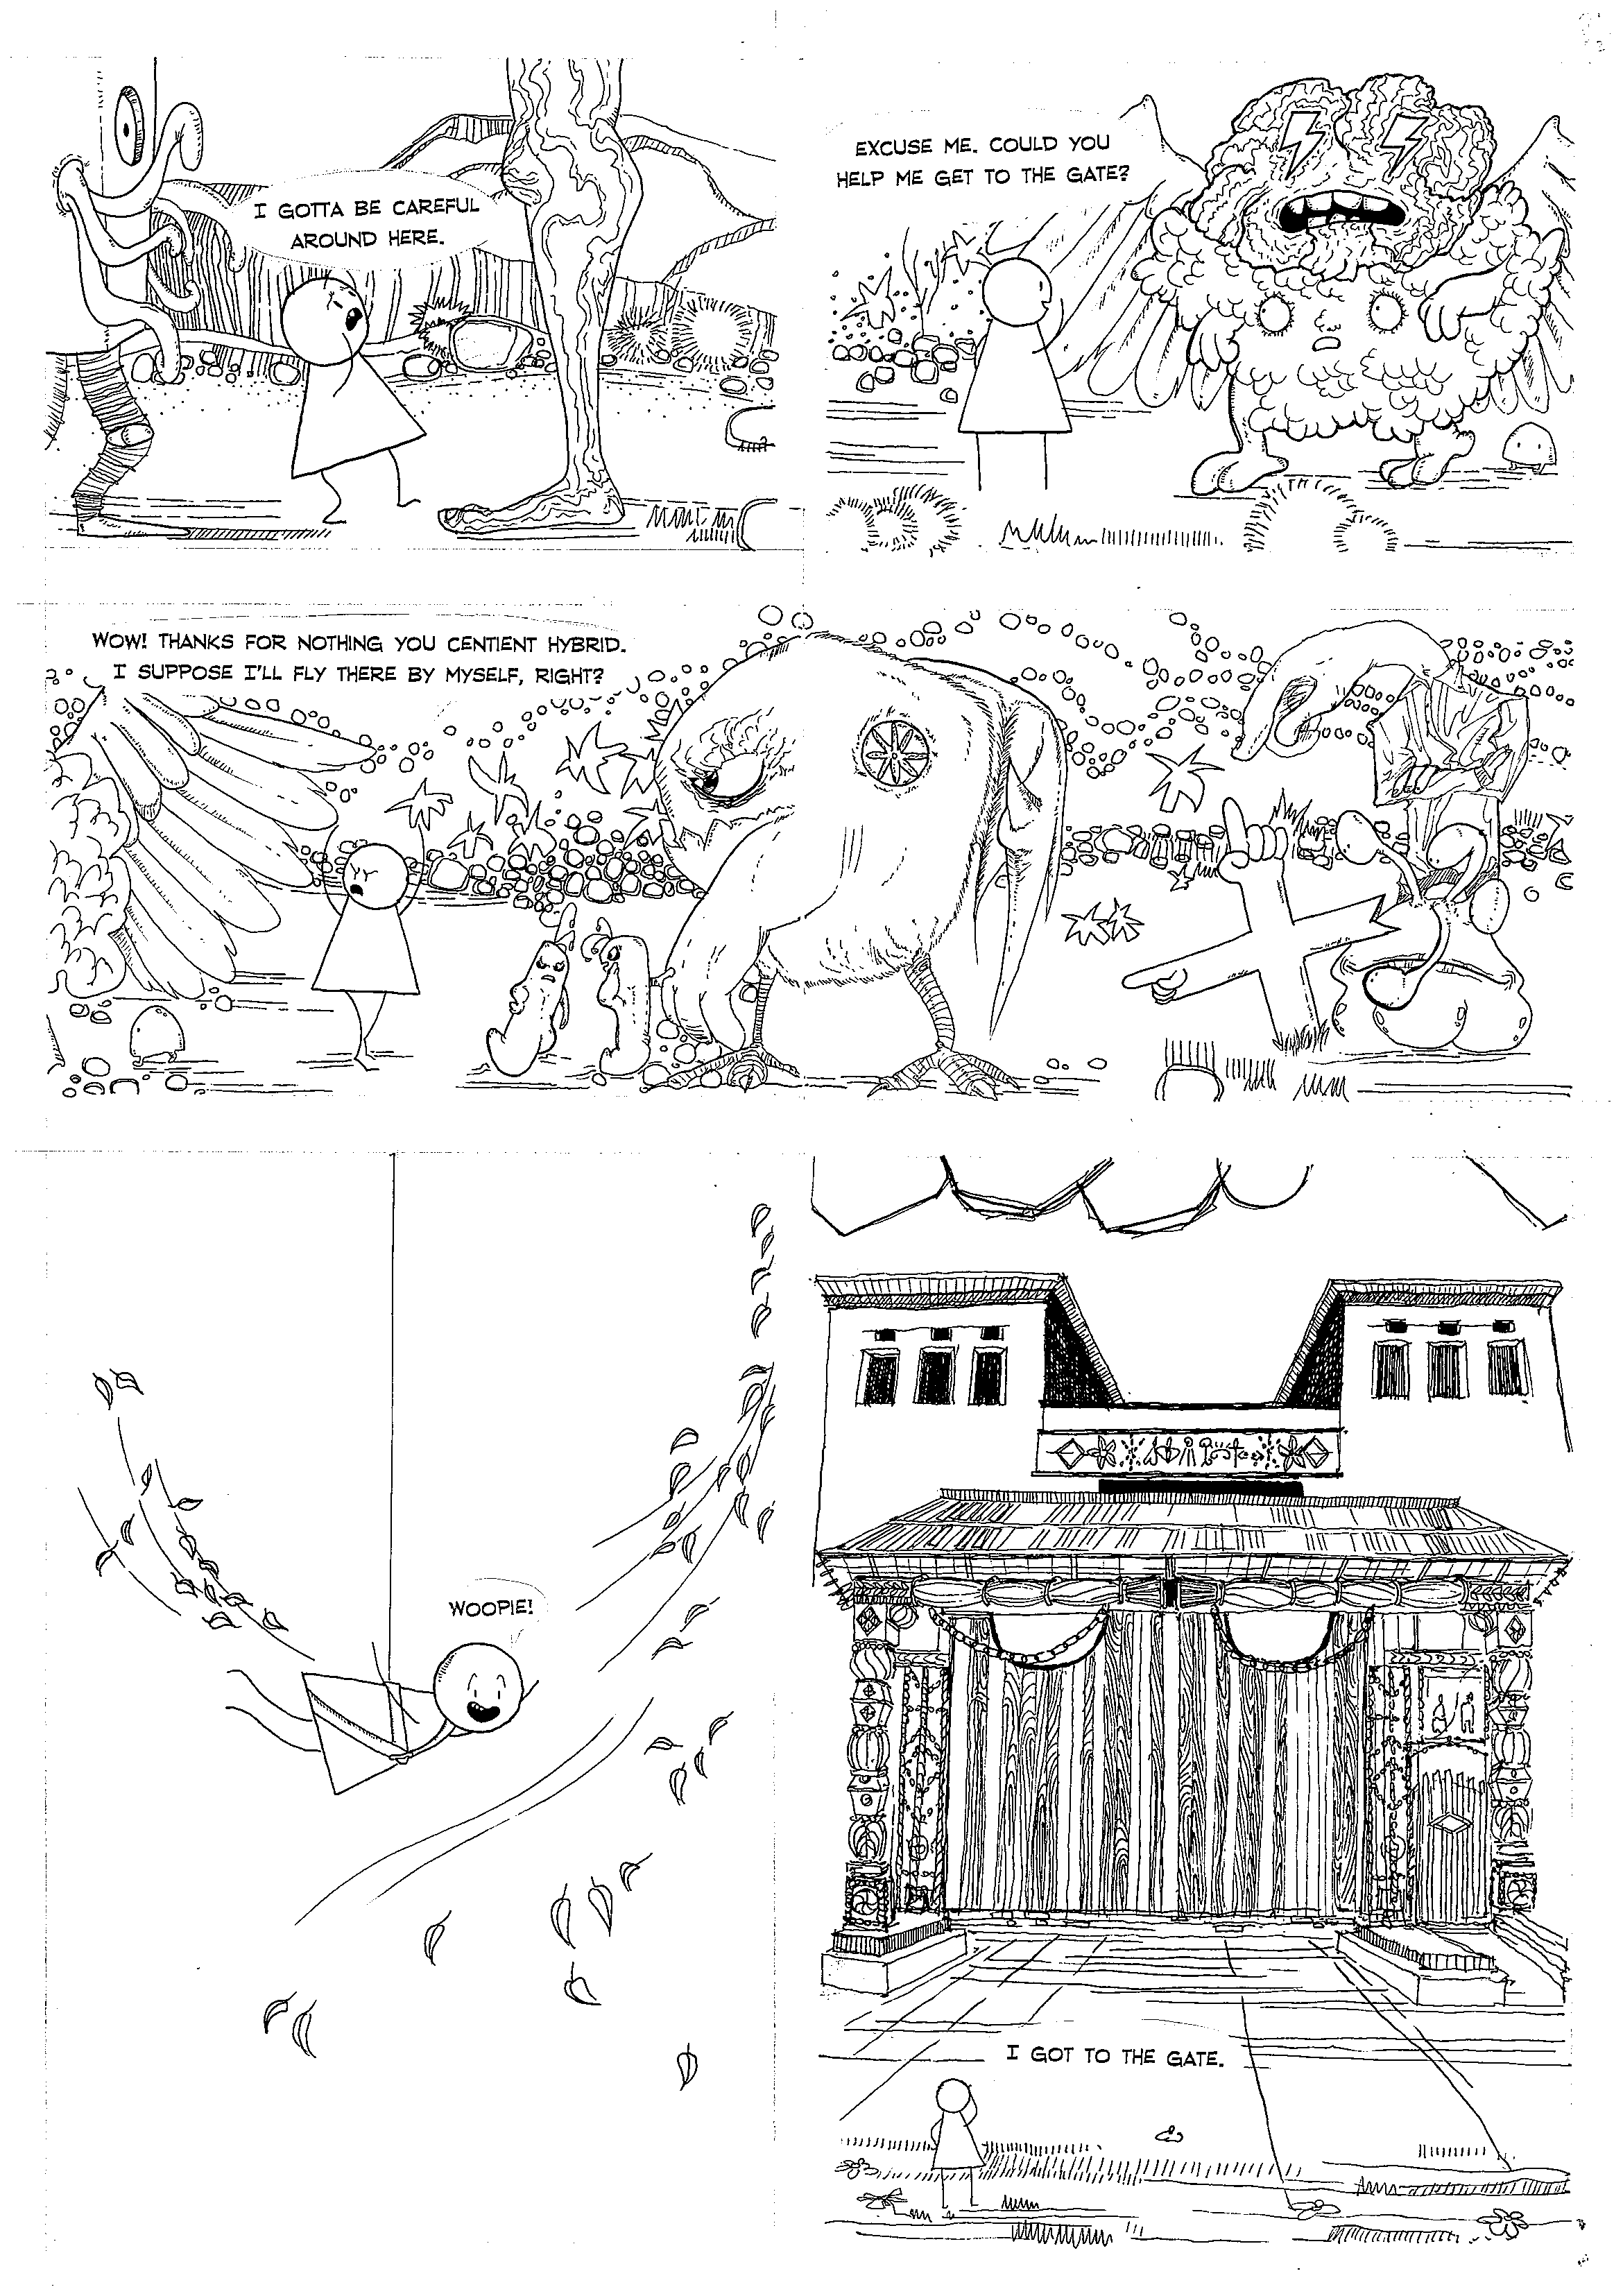 I GOTTA BE CAREFUL
AROUND HERE.
EXCUSE ME. COULD YOU
HELP ME GET TO THE GATE?
WOW! THANKS FOR NOTHING YOU CENTIENT HYBRID.
I SUPPOSE I'LL FLY THERE BY MYSELF, RIGHT?
WOOPIE!
I GOT TO THE GATE.